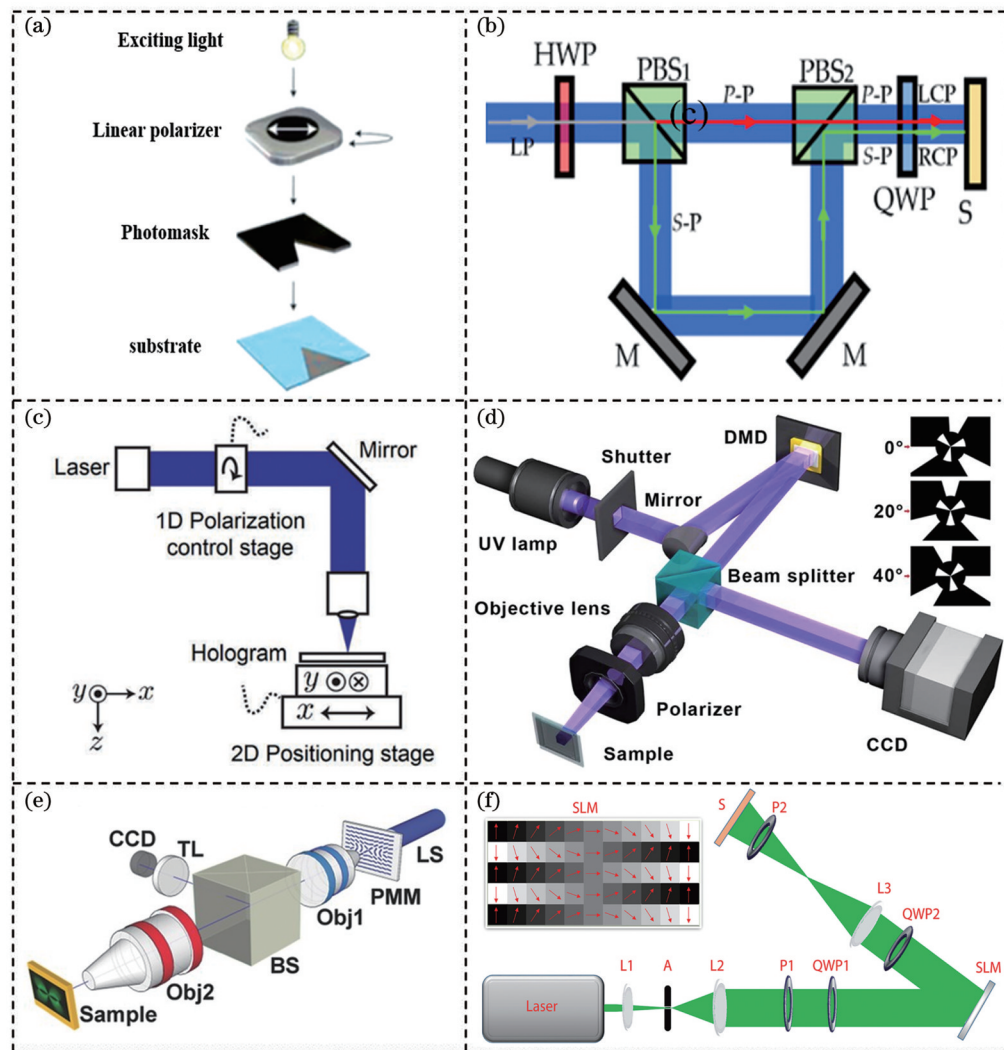 (a)
Exciting light
Linear polarizer
Photomask
substrate
(b)
HWP
PBS1
PBS2
(c)
P-P
P-P
LCP
LP
S-P
RCP
QWP
S
S-P
M
M
(c)
Laser
Mirror
1D Polarization
control stage
Hologram
y
x
y
x
z
2D Positioning stage
(d)
DMD
Shutter
Mirror
UV lamp
Beam splitter
Objective lens
Polarizer
Sample
CCD
0°
20°
40°
(e)
CCD
TL
LS
PMM
Obj1
BS
Obj2
Sample
(f)
SLM
S
P2
L3
QWP2
L1
A
L2
P1
QWP1
SLM
Laser